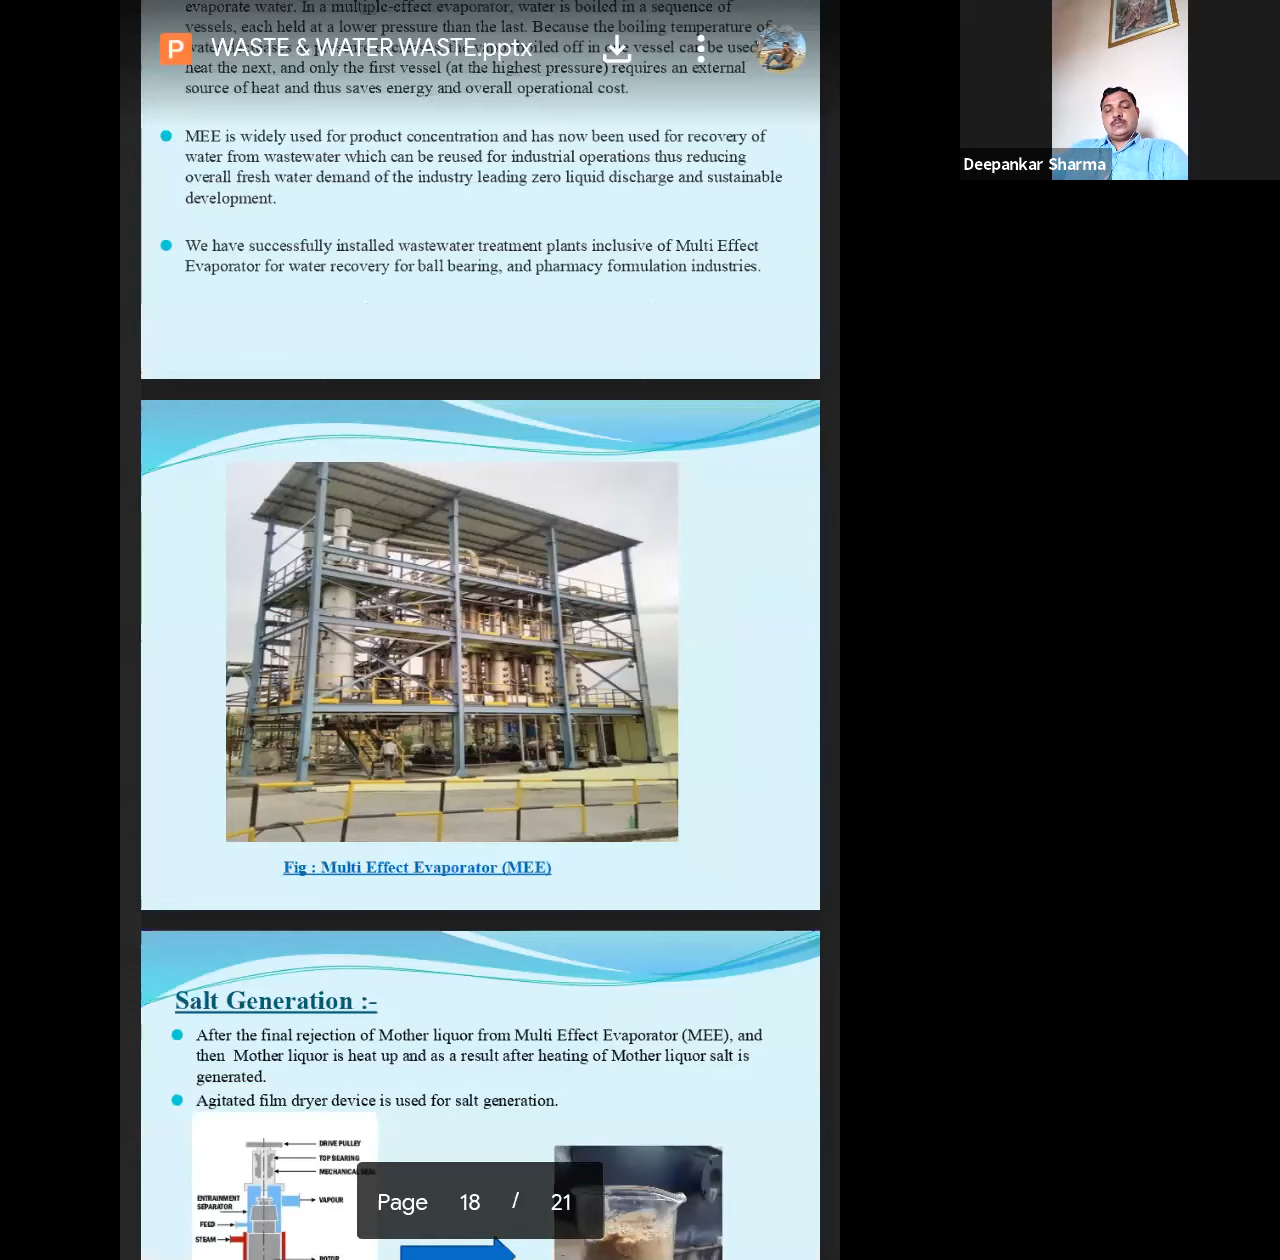 evaporate water. In a multiple-effect evaporator, water is boiled in a sequence of
vessels, each held at a lower pressure than the last. Because the boiling temperature of
WASTE & WATER WASTE.pptx
heat the next, and only the first vessel (at the highest pressure) requires an external
source of heat and thus saves energy and overall operational cost.
MEE is widely used for product concentration and has now been used for recovery of
water from wastewater which can be reused for industrial operations thus reducing
overall fresh water demand of the industry leading zero liquid discharge and sustainable
development.
We have successfully installed wastewater treatment plants inclusive of Multi Effect
Evaporator for water recovery for ball bearing, and pharmacy formulation industries.
Deepankar Sharma
Fig : Multi Effect Evaporator (MEE)
Salt Generation :-
After the final rejection of Mother liquor from Multi Effect Evaporator (MEE), and
then Mother liquor is heat up and as a result after heating of Mother liquor salt is
generated.
Agitated film dryer device is used for salt generation.
DRIVE PULLEY
TOP BEARING
MECHANICAL SEAL
ENTRAINMENT
SEPARATOR
VAPOUR
FEED
STEAM
ROTOR
Page 18 / 21